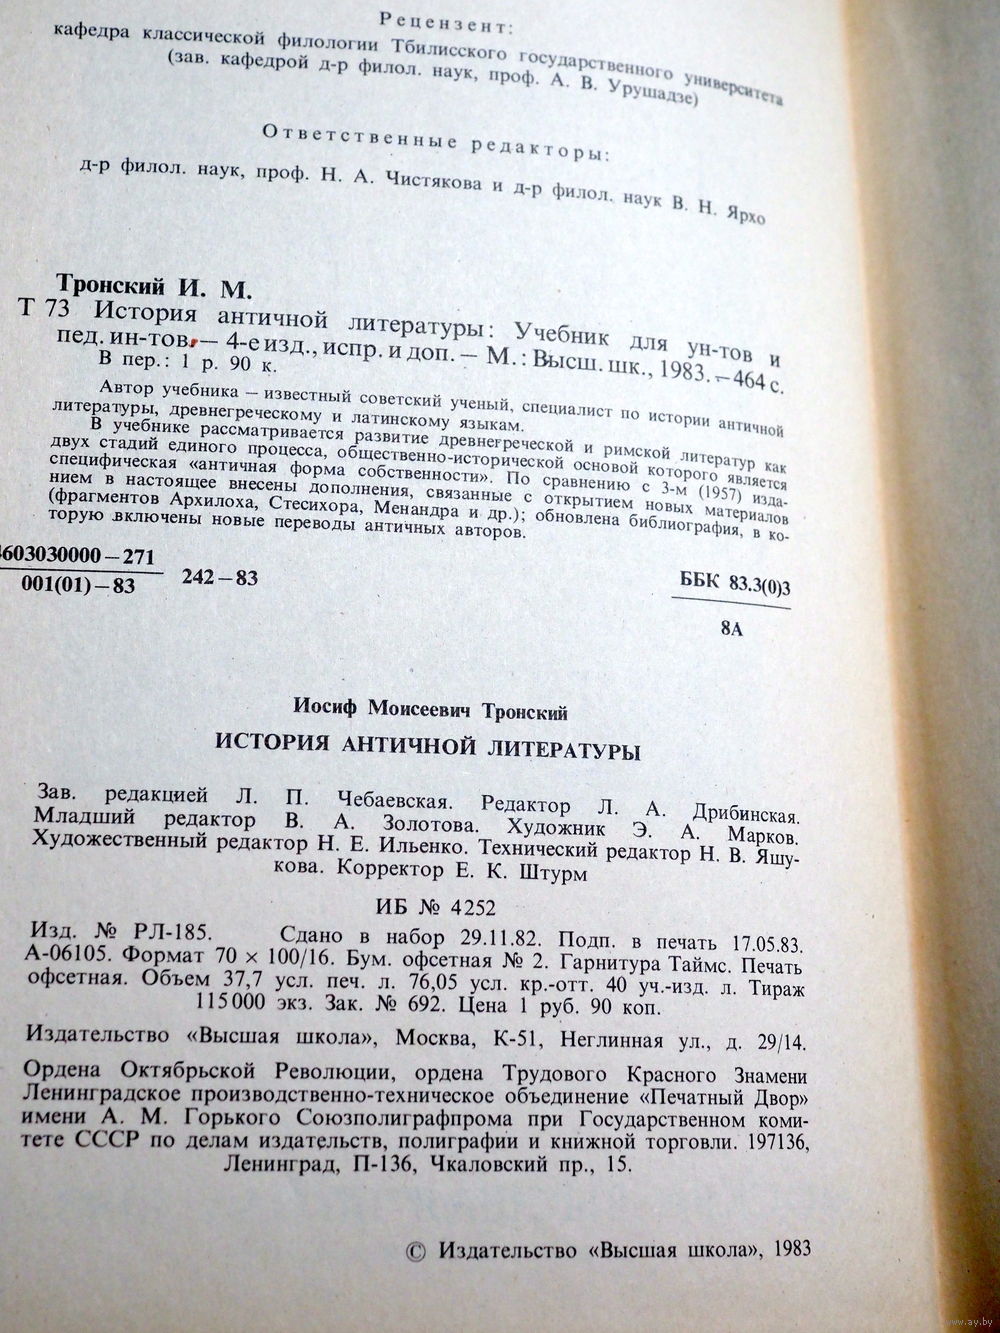 Рецензент:
кафедра классической филологии Тбилисского государственного университета
(зав. кафедрой д-р филол. наук, проф. А. В. Урушадзе)
Ответственные редакторы:
д-р филол. наук, проф. Н. А. Чистякова и д-р филол. наук В. Н. Ярхо
Тронский И. М.
Т 73 История античной литературы: Учебник для ун-тов и
пед. ин-тов. — 4-е изд., испр. и доп. — М.: Высш. шк., 1983. — 464 с.
В пер.: 1 р. 90 к.
Автор учебника — известный советский ученый, специалист по истории античной
литературы, древнегреческому и латинскому языкам.
В учебнике рассматривается развитие древнегреческой и римской литератур как
двух стадий единого процесса, общественно-исторической основой которого является
специфическая «античная форма собственности». По сравнению с 3-м (1957) изда-
нием в настоящее внесены дополнения, связанные с открытием новых материалов
(фрагментов Архилоха, Стесихора, Менандра и др.); обновлена библиография, в ко-
торую включены новые переводы античных авторов.
4603030000—271
001(01)—83
242—83
ББК 83.3(0)3
8А
Иосиф Моисеевич Тронский
ИСТОРИЯ АНТИЧНОЙ ЛИТЕРАТУРЫ
Зав. редакцией Л. П. Чебаевская. Редактор Л. А. Дрибинская.
Младший редактор В. А. Золотова. Художник Э. А. Марков.
Художественный редактор Н. Е. Ильенко. Технический редактор Н. В. Яшу-
кова. Корректор Е. К. Штурм
ИБ № 4252
Изд. № РЛ-185. Сдано в набор 29.11.82. Подп. в печать 17.05.83.
А-06105. Формат 70 × 100/16. Бум. офсетная № 2. Гарнитура Таймс. Печать
офсетная. Объем 37,7 усл. печ. л. 76,05 усл. кр.-отт. 40 уч.-изд. л. Тираж
115 000 экз. Зак. № 692. Цена 1 руб. 90 коп.
Издательство «Высшая школа», Москва, К-51, Неглинная ул., д. 29/14.
Ордена Октябрьской Революции, ордена Трудового Красного Знамени
Ленинградское производственно-техническое объединение «Печатный Двор»
имени А. М. Горького Союзполиграфпрома при Государственном коми-
тете СССР по делам издательств, полиграфии и книжной торговли. 197136,
Ленинград, П-136, Чкаловский пр., 15.
© Издательство «Высшая школа», 1983
www.ay.by